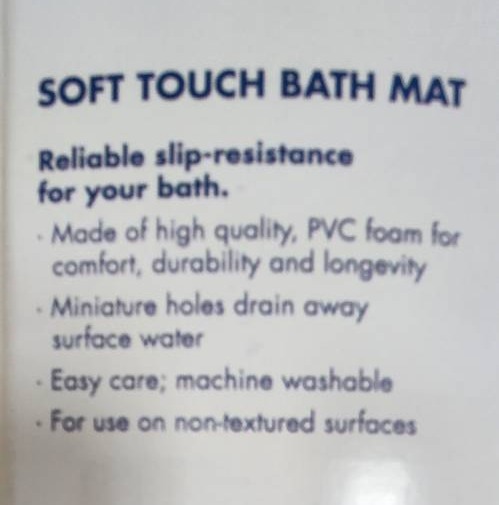 SOFT TOUCH BATH MAT
Reliable slip-resistance
for your bath.
· Made of high quality, PVC foam for
comfort, durability and longevity
· Miniature holes drain away
surface water
· Easy care; machine washable
· For use on non-textured surfaces